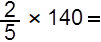 2/5 × 140 =